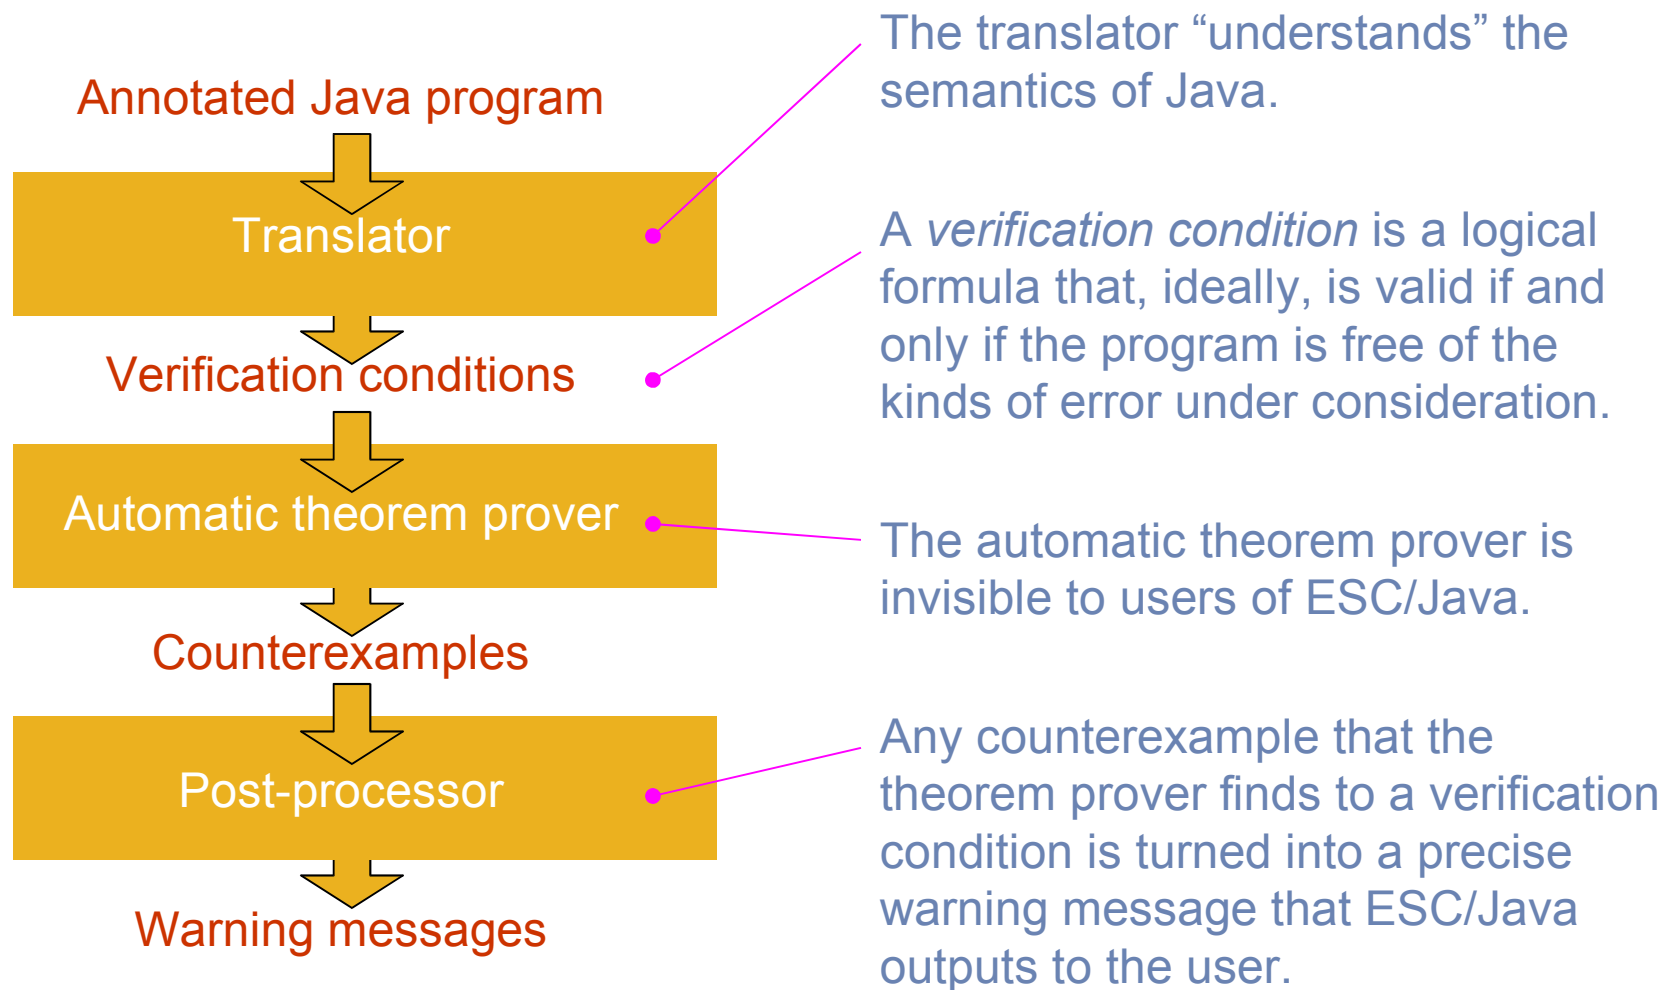 Annotated Java program
Translator
Verification conditions
Automatic theorem prover
Counterexamples
Post-processor
Warning messages
The translator “understands” the
semantics of Java.
A verification condition is a logical
formula that, ideally, is valid if and
only if the program is free of the
kinds of error under consideration.
The automatic theorem prover is
invisible to users of ESC/Java.
Any counterexample that the
theorem prover finds to a verification
condition is turned into a precise
warning message that ESC/Java
outputs to the user.